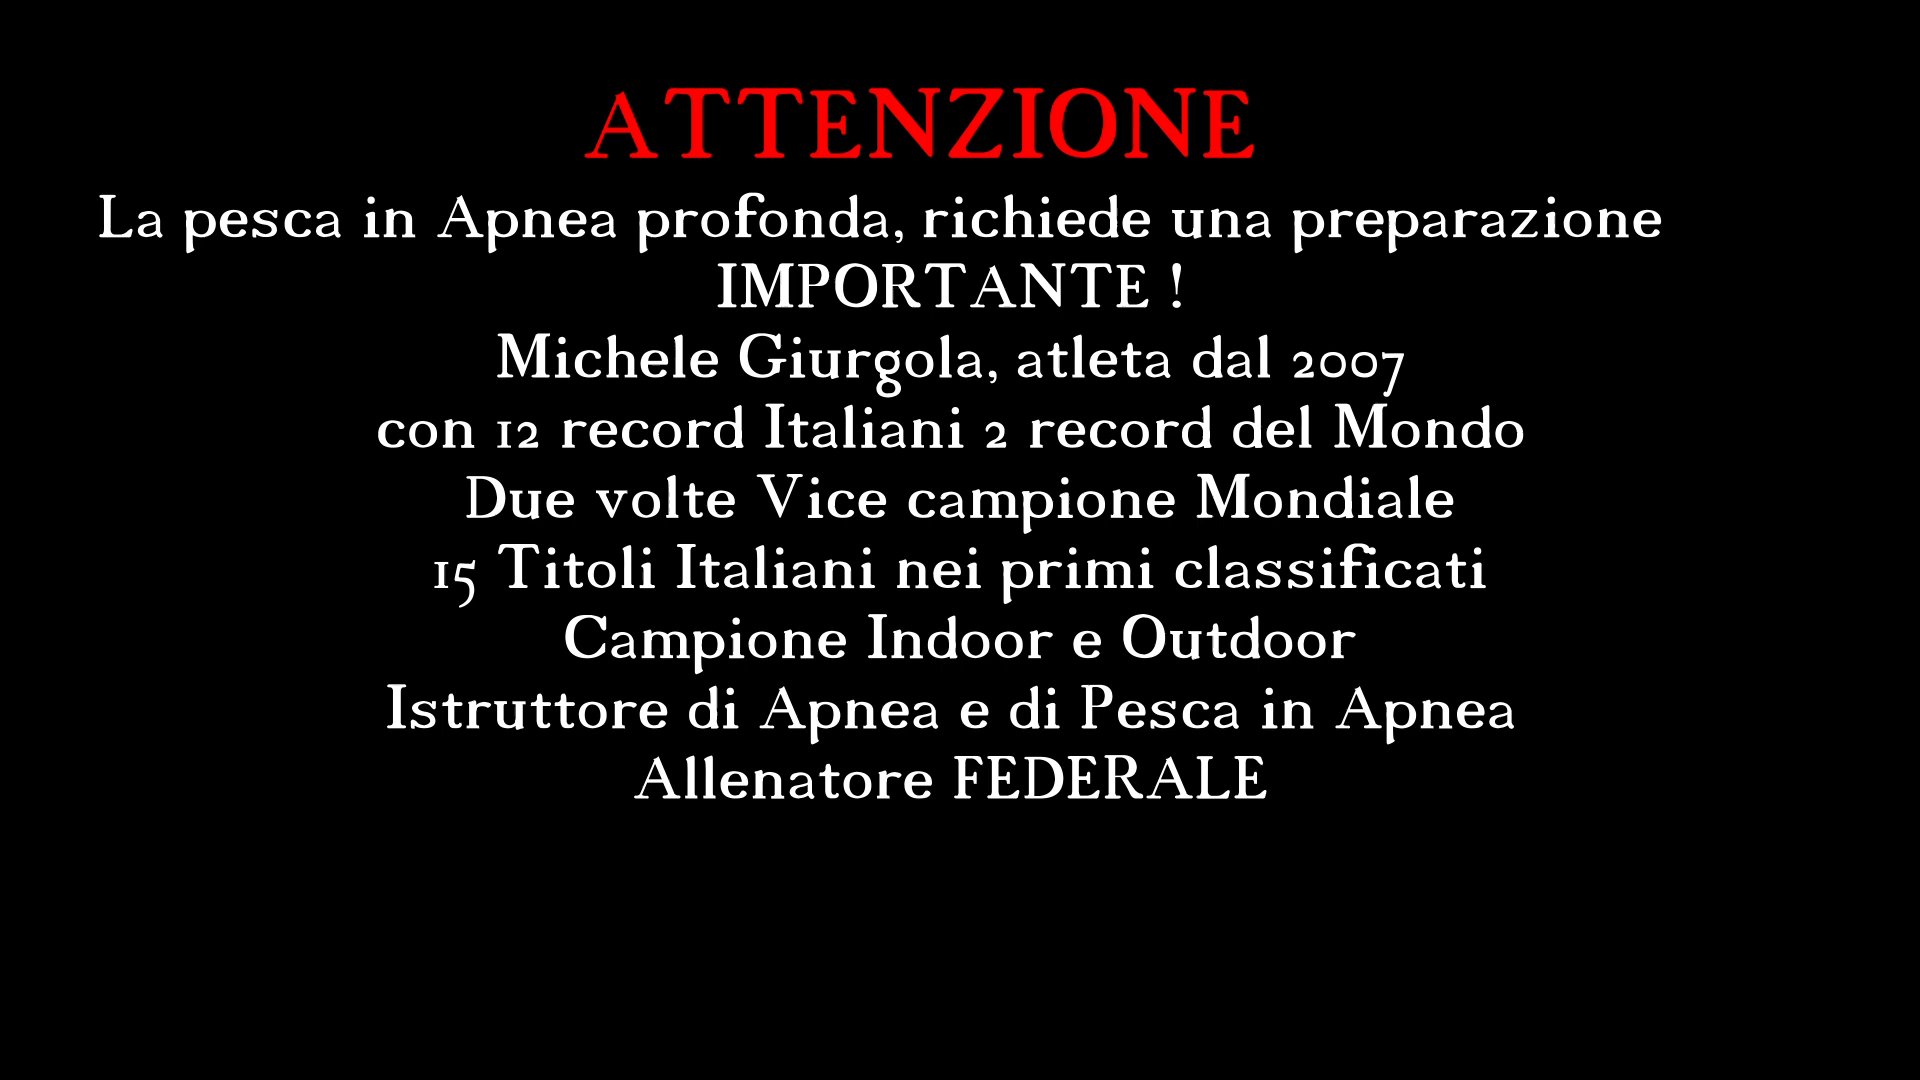 ATTENZIONE
La pesca in Apnea profonda, richiede una preparazione
IMPORTANTE !
Michele Giurgola, atleta dal 2007
con 12 record Italiani 2 record del Mondo
Due volte Vice campione Mondiale
15 Titoli Italiani nei primi classificati
Campione Indoor e Outdoor
Istruttore di Apnea e di Pesca in Apnea
Allenatore FEDERALE